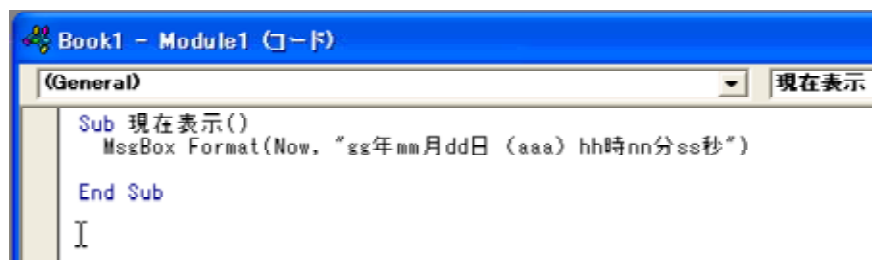 Book1 - Module1 (コード)
(General) 現在表示
Sub 現在表示()
MsgBox Format(Now, "gg年mm月dd日 (aaa) hh時nn分ss秒")
End Sub